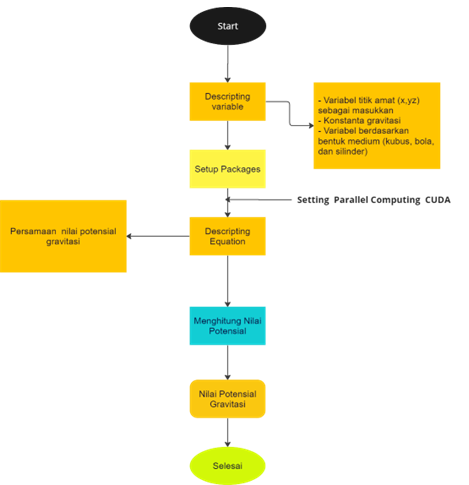 Start
Descripting
variable
- Variabel titik amat (x,yz)
sebagai masukkan
- Konstanta gravitasi
- Variabel berdasarkan
bentuk medium (kubus, bola,
dan silinder)
Setup Packages
Setting Parallel Computing CUDA
Persamaan nilai potensial
gravitasi
Descripting
Equation
Menghitung Nilai
Potensial
Nilai Potensial
Gravitasi
Selesai